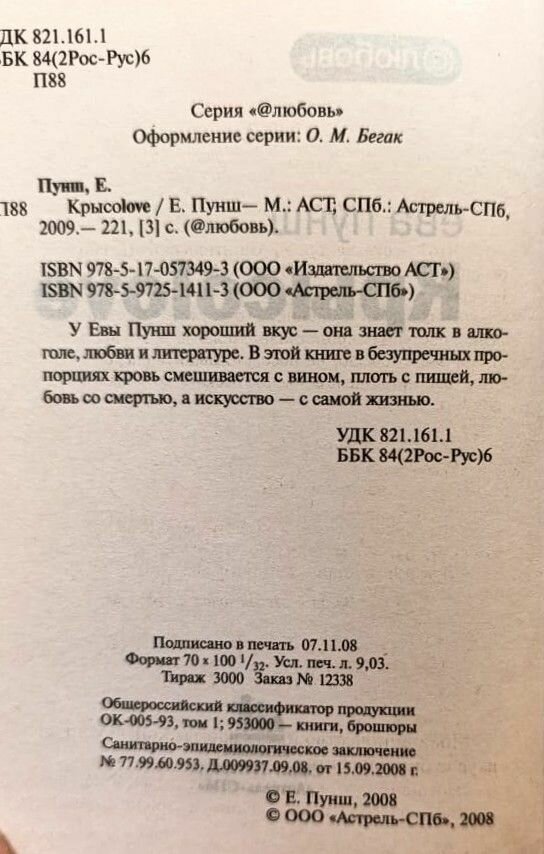 ДК 821.161.1
БК 84(2Рос-Рус)6
П88
Серия «@любовь»
Оформление серии: О. М. Бегак
Пунш, Е.
П88 Крысоlove / Е. Пунш— М.: АСТ; СПб.: Астрель-СПб,
2009.— 221, [3] с. (@любовь).
ISBN 978-5-17-057349-3 (ООО «Издательство АСТ»)
ISBN 978-5-9725-1411-3 (ООО «Астрель-СПб»)
У Евы Пунш хороший вкус — она знает толк в алко-
голе, любви и литературе. В этой книге в безупречных про-
порциях кровь смешивается с вином, плоть с пищей, лю-
бовь со смертью, а искусство — с самой жизнью.
УДК 821.161.1
ББК 84(2Рос-Рус)6
Подписано в печать 07.11.08
Формат 70 × 100 1/32. Усл. печ. л. 9,03.
Тираж 3000 Заказ № 12338
Общероссийский классификатор продукции
ОК-005-93, том 1; 953000 — книги, брошюры
Санитарно-эпидемиологическое заключение
№ 77.99.60.953. Д.009937.09.08. от 15.09.2008 г.
© Е. Пунш, 2008
© ООО «Астрель-СПб», 2008